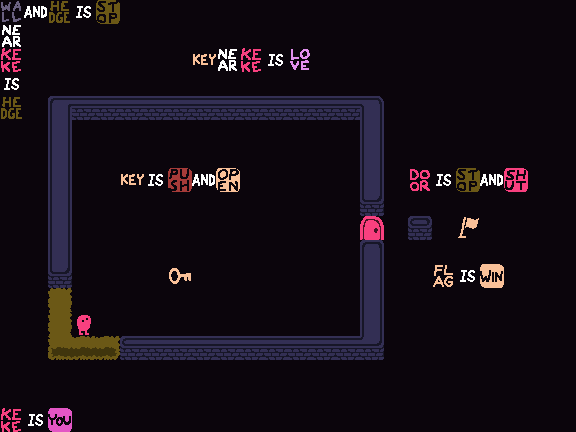 WALL AND HEDGE IS STOP
NEAR
KEKE
IS
HEDGE
KEY NEAR KEKE IS LOVE
KEY IS PUSH AND OPEN
DOOR IS STOP AND SHUT
FLAG IS WIN
KEKE IS YOU